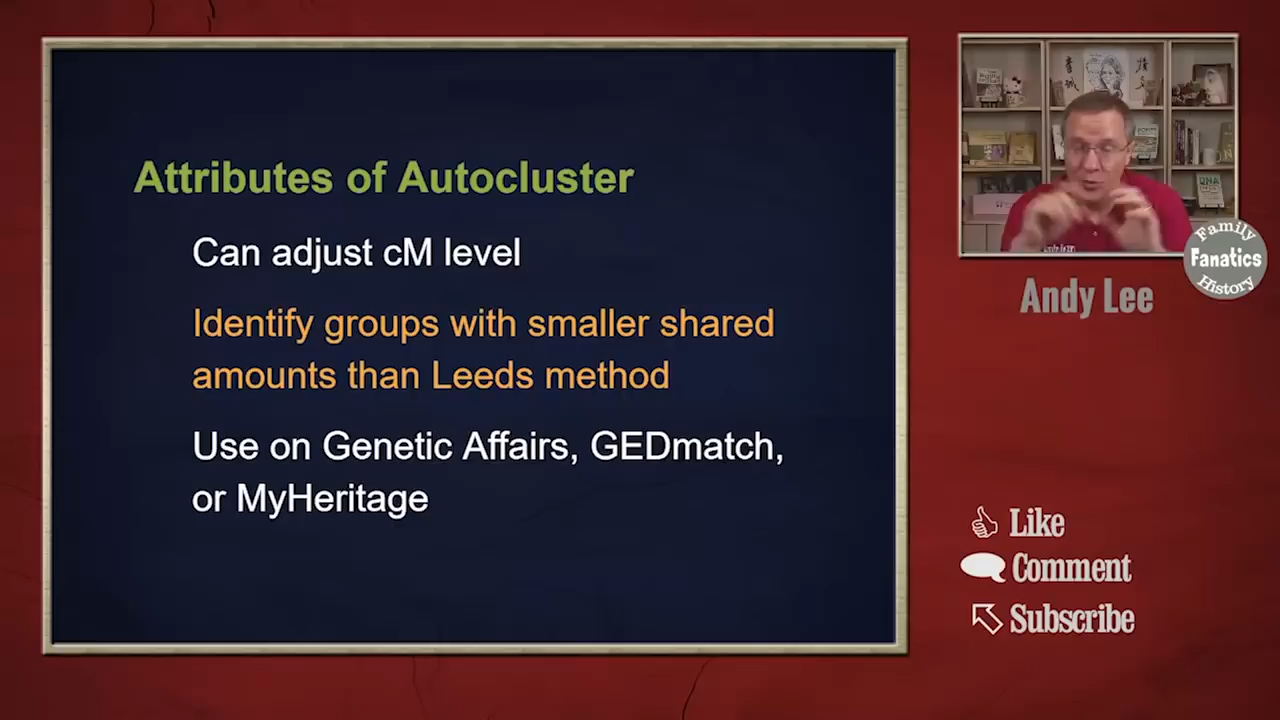 Attributes of Autocluster
Can adjust cM level
Identify groups with smaller shared
amounts than Leeds method
Use on Genetic Affairs, GEDmatch,
or MyHeritage
Family
Fanatics
History
Andy Lee
Like
Comment
Subscribe
DNA